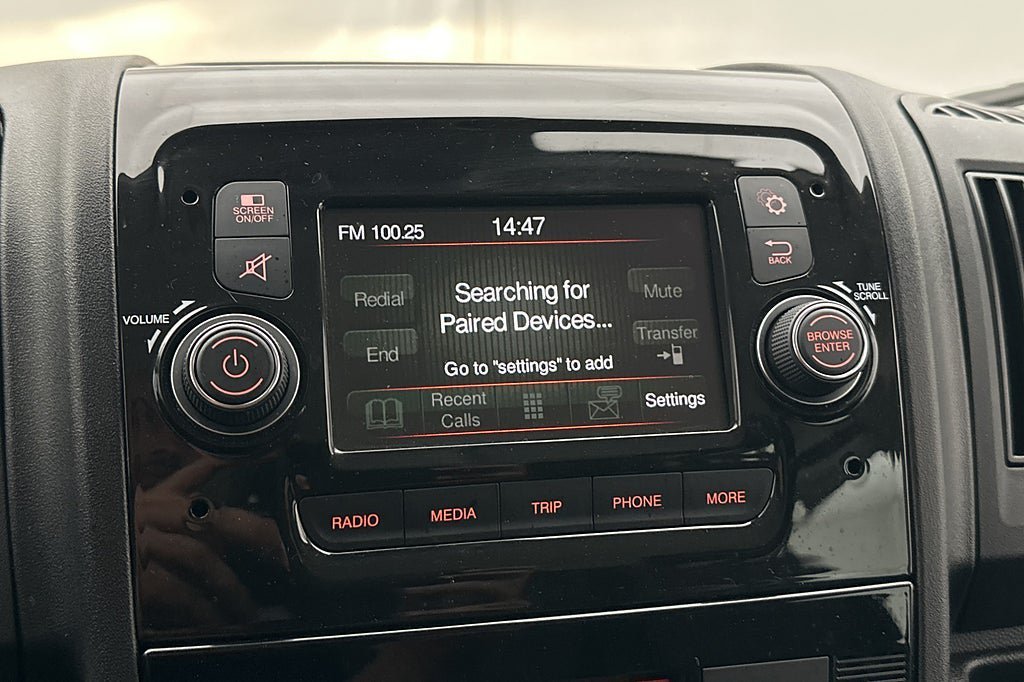 SCREEN
ON/OFF
FM 100.25
14:47
BACK
VOLUME
Redial
End
Searching for
Paired Devices...
Go to "settings" to add
Mute
Transfer
TUNE
SCROLL
BROWSE
ENTER
Recent
Calls
Settings
RADIO
MEDIA
TRIP
PHONE
MORE